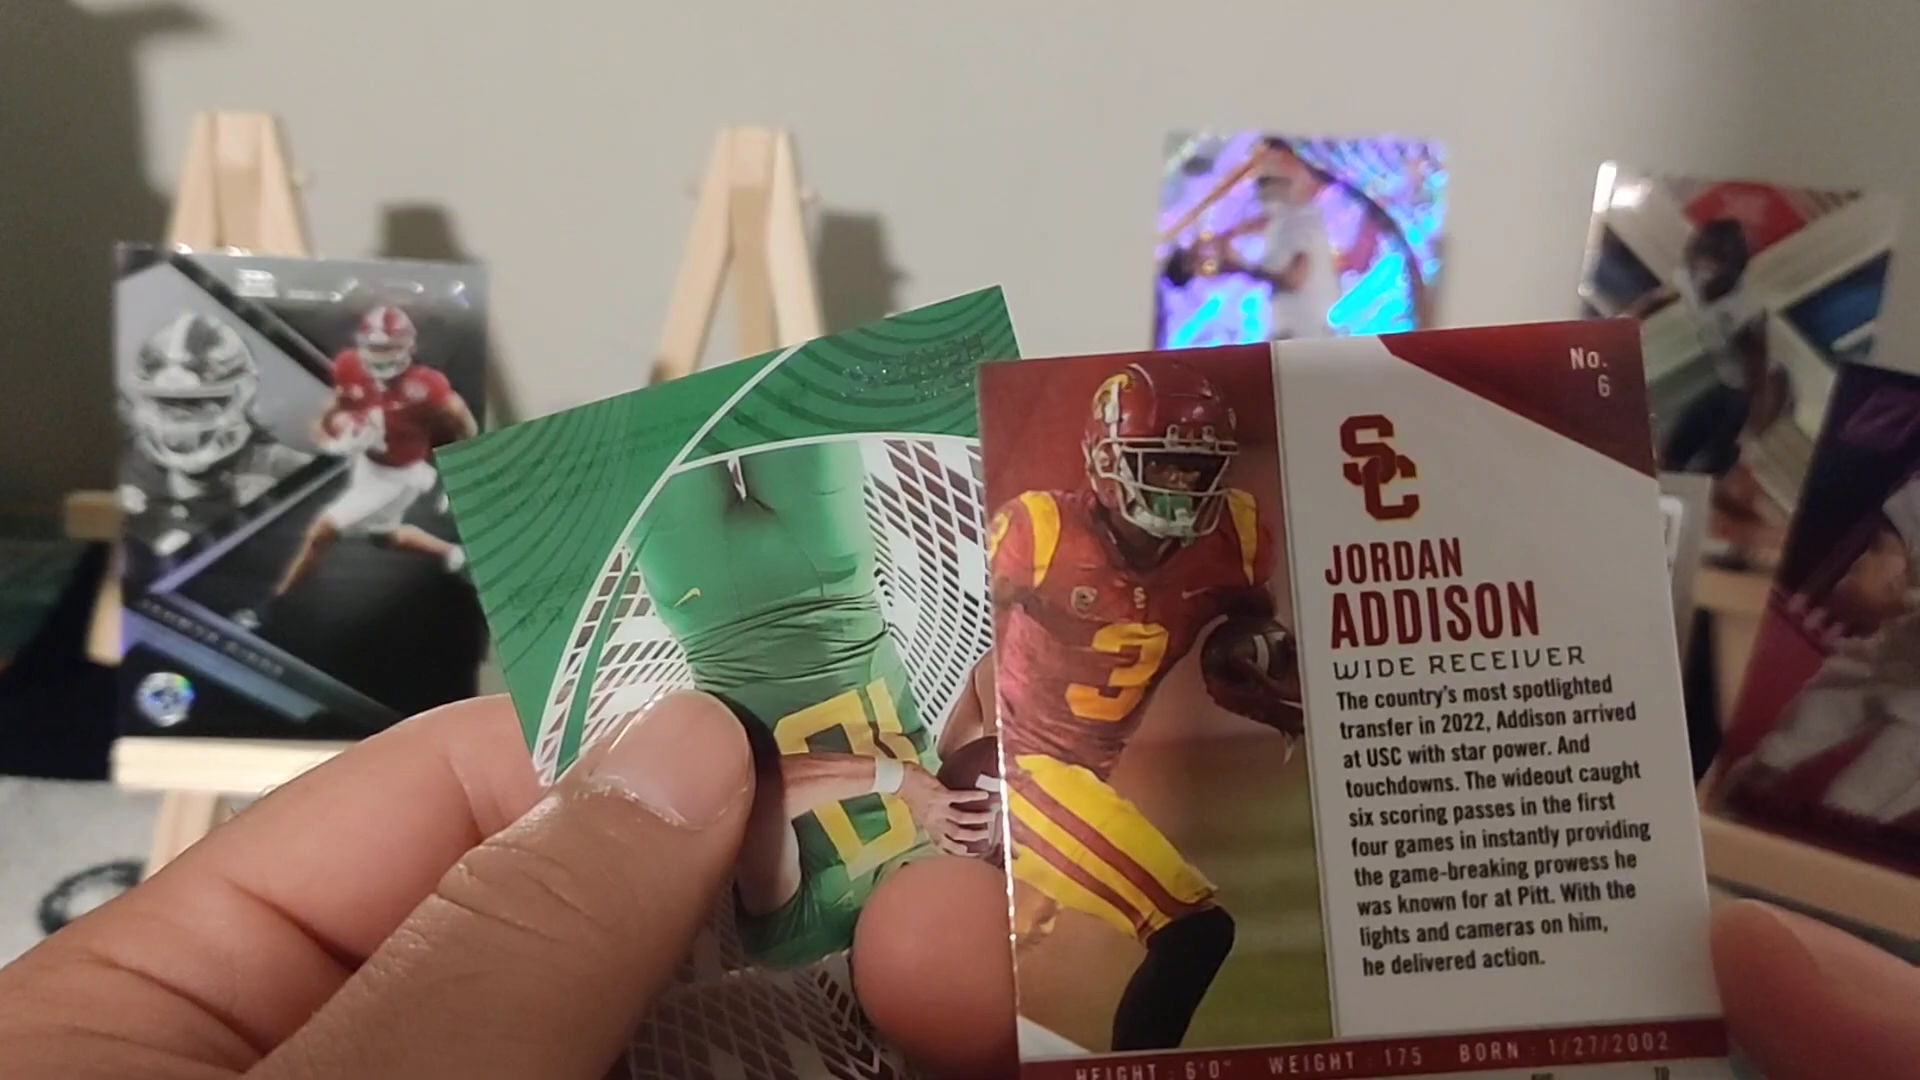 No.
6
SC
JORDAN
ADDISON
WIDE RECEIVER
The country's most spotlighted
transfer in 2022, Addison arrived
at USC with star power. And
touchdowns. The wideout caught
six scoring passes in the first
four games in instantly providing
the game-breaking prowess he
was known for at Pitt. With the
lights and cameras on him,
he delivered action.
HEIGHT : 6'0" WEIGHT : 175 BORN : 1/27/2002
3